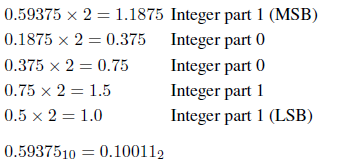 0.59375 × 2 = 1.1875 Integer part 1 (MSB)
0.1875 × 2 = 0.375 Integer part 0
0.375 × 2 = 0.75 Integer part 0
0.75 × 2 = 1.5 Integer part 1
0.5 × 2 = 1.0 Integer part 1 (LSB)
0.59375₁₀ = 0.10011₂